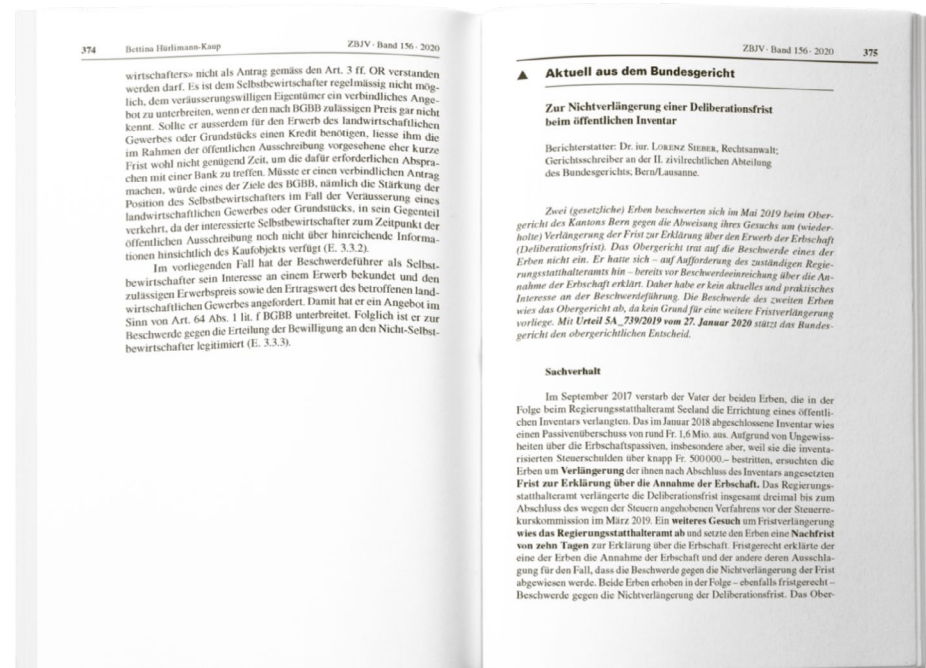 374 Bettina Hürlimann-Kaup ZBJV · Band 156 · 2020
wirtschafters» nicht als Antrag gemäss den Art. 3 ff. OR verstanden
werden darf. Es ist dem Selbstbewirtschafter regelmässig nicht mög-
lich, dem veräusserungswilligen Eigentümer ein verbindliches Ange-
bot zu unterbreiten, wenn er den nach BGBB zulässigen Preis gar nicht
kennt. Sollte er ausserdem für den Erwerb des landwirtschaftlichen
Gewerbes oder Grundstücks einen Kredit benötigen, liesse ihm die
im Rahmen der öffentlichen Ausschreibung vorgesehene eher kurze
Frist wohl nicht genügend Zeit, um die dafür erforderlichen Abspra-
chen mit einer Bank zu treffen. Müsste er einen verbindlichen Antrag
machen, würde eines der Ziele des BGBB, nämlich die Stärkung der
Position des Selbstbewirtschafters im Fall der Veräusserung eines
landwirtschaftlichen Gewerbes oder Grundstücks, in sein Gegenteil
verkehrt, da der interessierte Selbstbewirtschafter zum Zeitpunkt der
öffentlichen Ausschreibung noch nicht über hinreichende Informa-
tionen hinsichtlich des Kaufobjekts verfügt (E. 3.3.2).
Im vorliegenden Fall hat der Beschwerdeführer als Selbst-
bewirtschafter sein Interesse an einem Erwerb bekundet und den
zulässigen Erwerbspreis sowie den Ertragswert des betroffenen land-
wirtschaftlichen Gewerbes angefordert. Damit hat er ein Angebot im
Sinn von Art. 64 Abs. 1 lit. f BGBB unterbreitet. Folglich ist er zur
Beschwerde gegen die Erteilung der Bewilligung an den Nicht-Selbst-
bewirtschafter legitimiert (E. 3.3.3).
ZBJV · Band 156 · 2020 375
▲ Aktuell aus dem Bundesgericht
Zur Nichtverlängerung einer Deliberationsfrist
beim öffentlichen Inventar
Berichterstatter: Dr. iur. LORENZ SIEBER, Rechtsanwalt;
Gerichtsschreiber an der II. zivilrechtlichen Abteilung
des Bundesgerichts, Bern/Lausanne.
Zwei (gesetzliche) Erben beschwerten sich im Mai 2019 beim Ober-
gericht des Kantons Bern gegen die Abweisung ihres Gesuchs um (wieder-
holte) Verlängerung der Frist zur Erklärung über den Erwerb der Erbschaft
(Deliberationsfrist). Das Obergericht trat auf die Beschwerde eines der
Erben nicht ein. Er hatte sich – auf Aufforderung des zuständigen Regie-
rungsstatthalteramts hin – bereits vor Beschwerdeeinreichung über die An-
nahme der Erbschaft erklärt. Daher habe er kein aktuelles und praktisches
Interesse an der Beschwerdeführung. Die Beschwerde des zweiten Erben
wies das Obergericht ab, da kein Grund für eine weitere Fristverlängerung
vorliege. Mit Urteil 5A_739/2019 vom 27. Januar 2020 stützt das Bundes-
gericht den obergerichtlichen Entscheid.
Sachverhalt
Im September 2017 verstarb der Vater der beiden Erben, die in der
Folge beim Regierungsstatthalteramt Seeland die Errichtung eines öffentli-
chen Inventars verlangten. Das im Januar 2018 abgeschlossene Inventar wies
einen Passivenüberschuss von rund Fr. 1,6 Mio. aus. Aufgrund von Ungewiss-
heiten über die Erbschaftspassiven, insbesondere aber, weil sie die inventa-
risierten Steuerschulden über knapp Fr. 500 000.– bestritten, ersuchten die
Erben um Verlängerung der ihnen nach Abschluss des Inventars angesetzten
Frist zur Erklärung über die Annahme der Erbschaft. Das Regierungs-
statthalteramt verlängerte die Deliberationsfrist insgesamt dreimal bis zum
Abschluss des wegen der Steuern angehobenen Verfahrens vor der Steuerre-
kurskommission im März 2019. Ein weiteres Gesuch um Fristverlängerung
wies das Regierungsstatthalteramt ab und setzte den Erben eine Nachfrist
von zehn Tagen zur Erklärung über die Erbschaft. Fristgerecht erklärte der
eine der Erben die Annahme der Erbschaft und der andere deren Ausschla-
gung für den Fall, dass die Beschwerde gegen die Nichtverlängerung der Frist
abgewiesen werde. Beide Erben erhoben in der Folge – ebenfalls fristgerecht –
Beschwerde gegen die Nichtverlängerung der Deliberationsfrist. Das Ober-